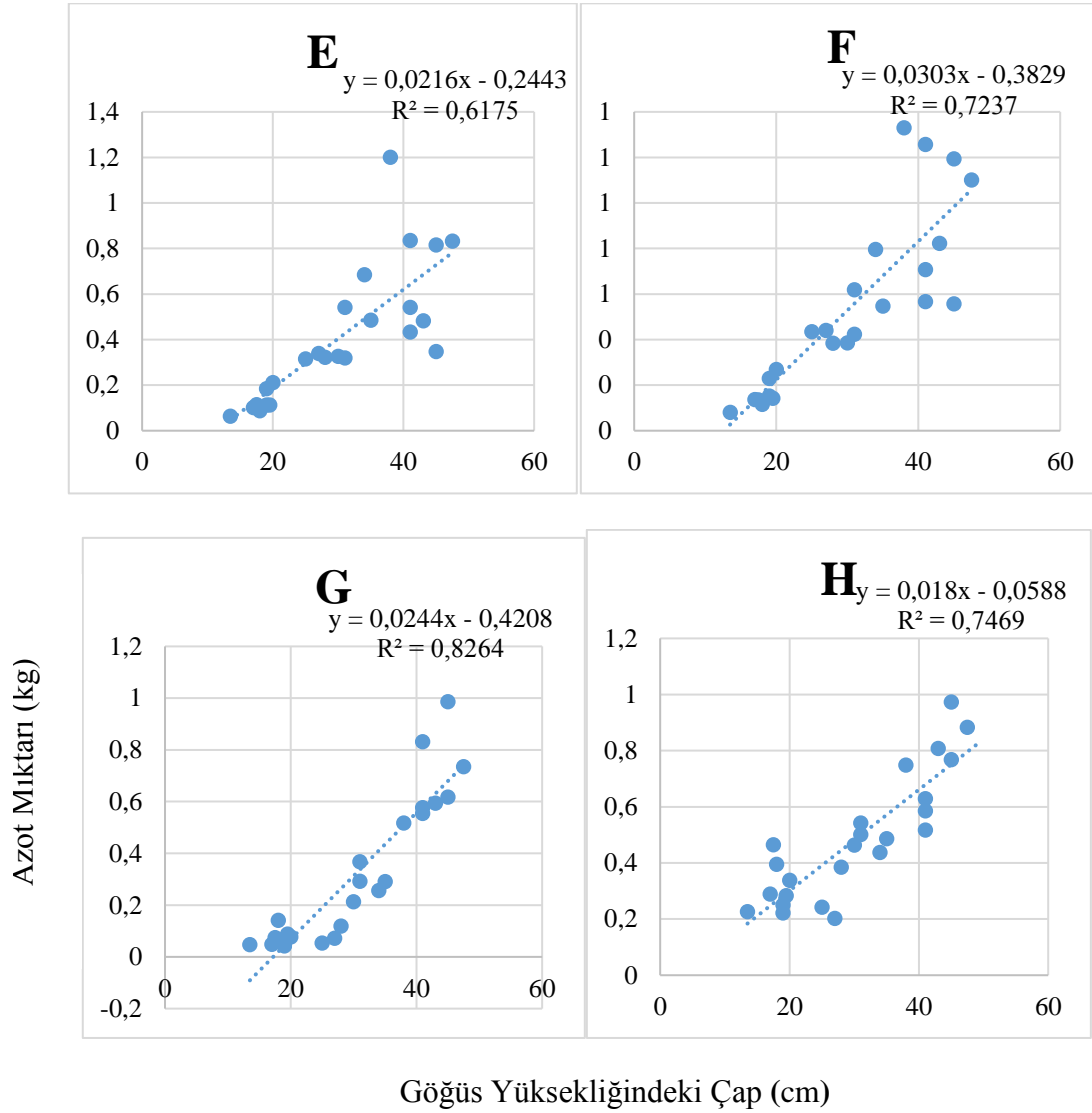 E
y = 0,0216x - 0,2443
R² = 0,6175
1,4
1,2
1
0,8
0,6
0,4
0,2
0
0 20 40 60
F
y = 0,0303x - 0,3829
R² = 0,7237
1
1
1
1
1
0
0
0
0 20 40 60
G
y = 0,0244x - 0,4208
R² = 0,8264
1,2
1
0,8
0,6
0,4
0,2
0
-0,2
0 20 40 60
H
y = 0,018x - 0,0588
R² = 0,7469
1,2
1
0,8
0,6
0,4
0,2
0
0 20 40 60
Azot Mıktarı (kg)
Göğüs Yüksekliğindeki Çap (cm)